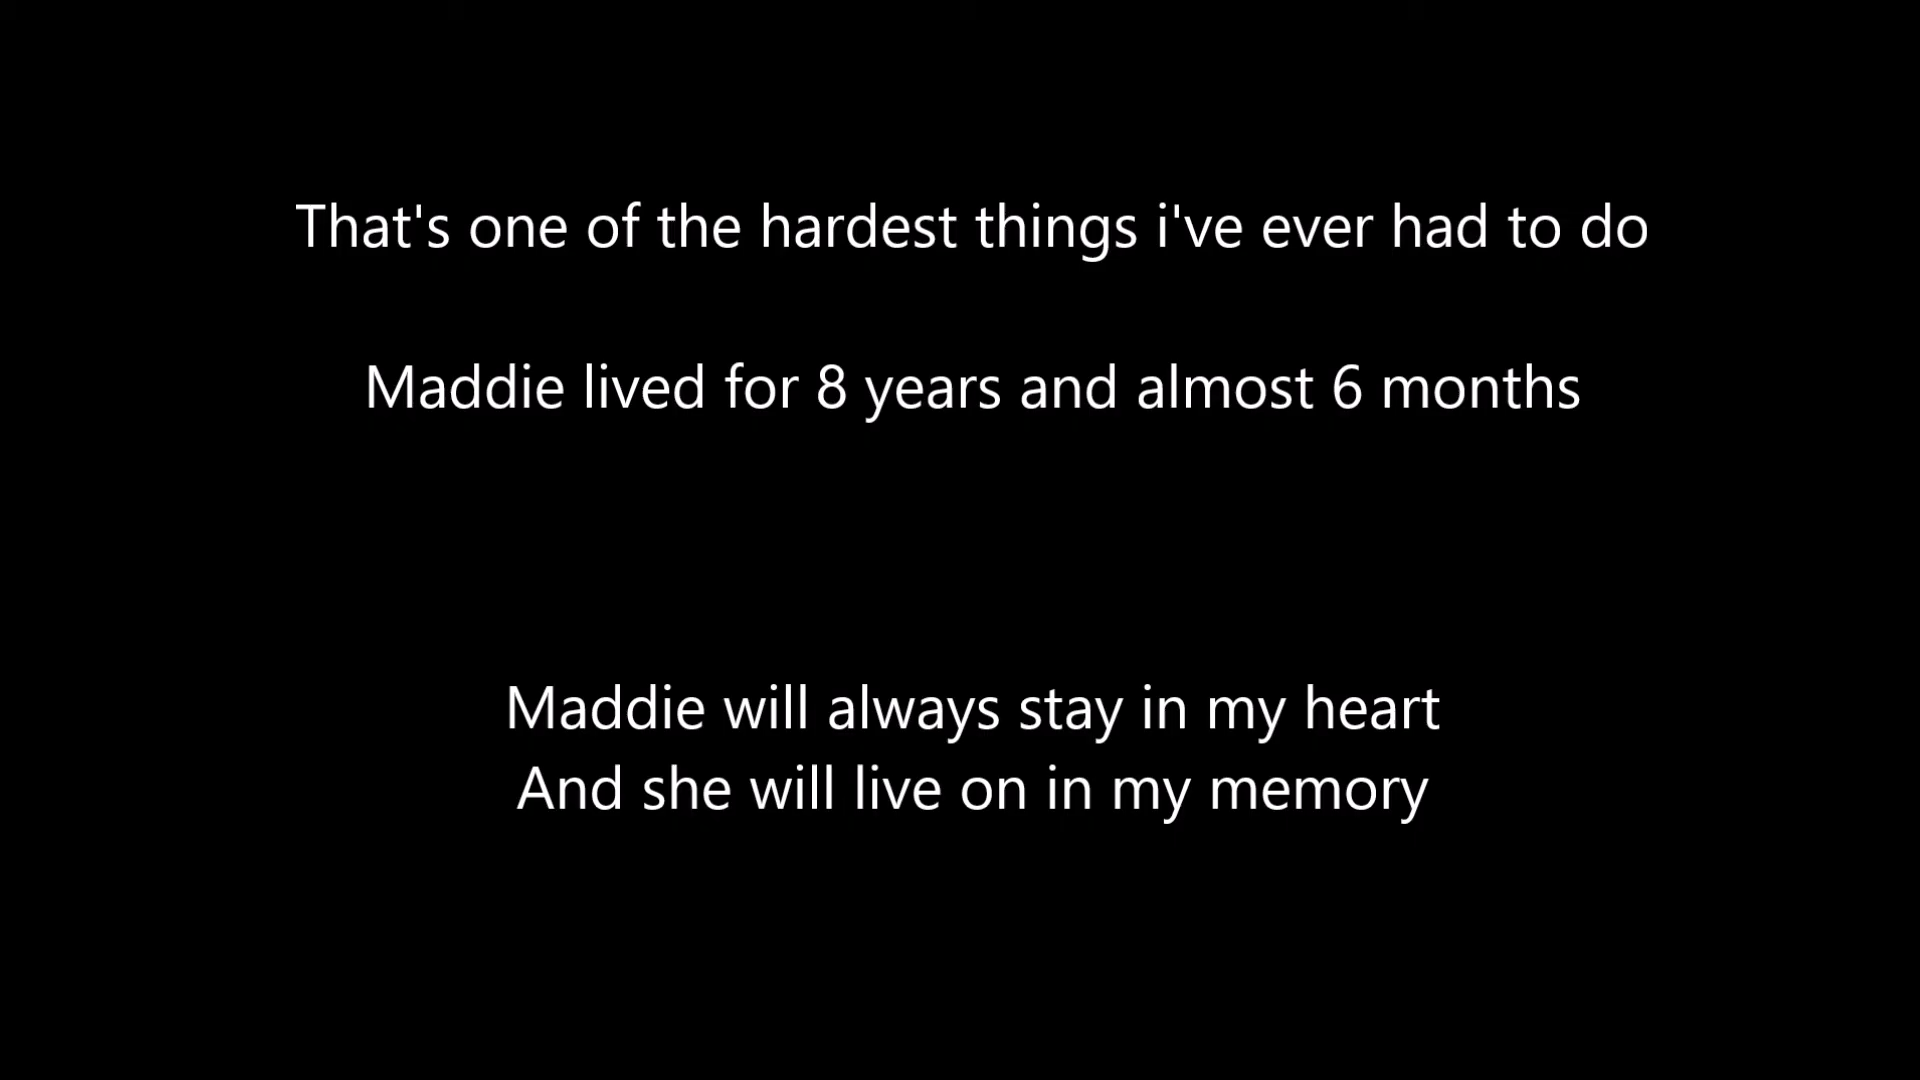 That's one of the hardest things i've ever had to do
Maddie lived for 8 years and almost 6 months
Maddie will always stay in my heart
And she will live on in my memory